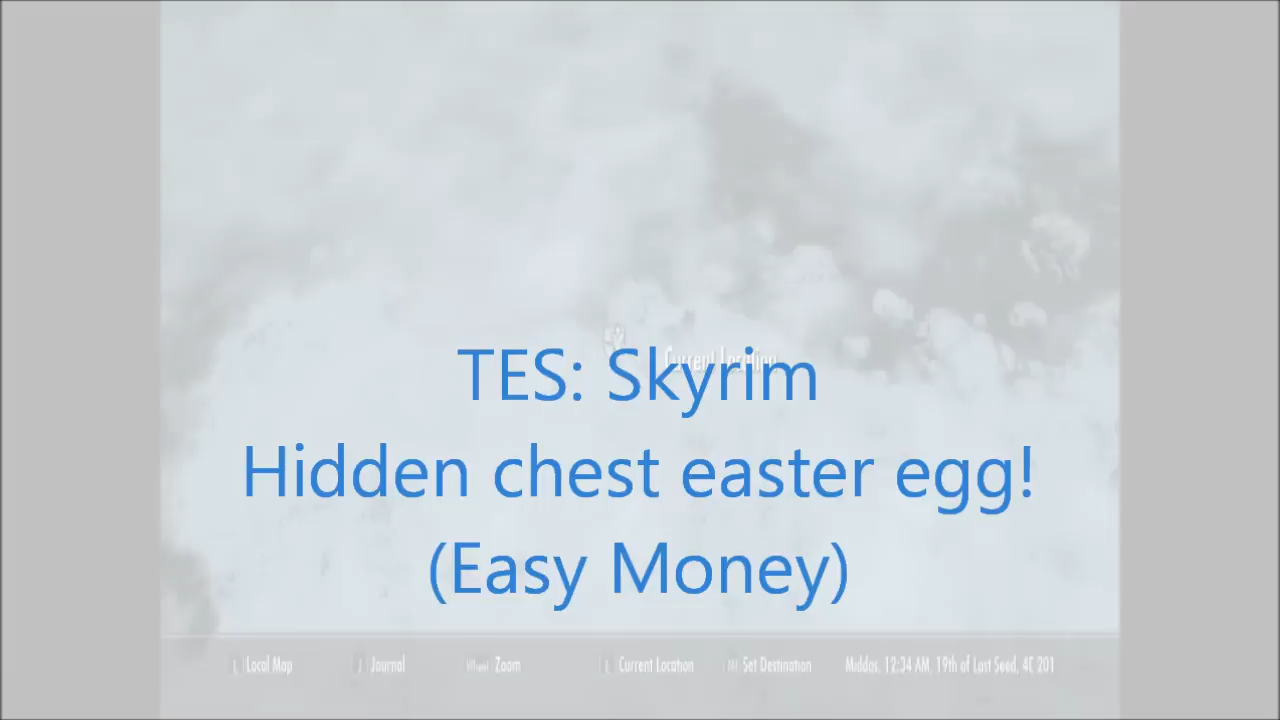 Current Location
TES: Skyrim
Hidden chest easter egg!
(Easy Money)
L Local Map J Journal Wheel Zoom Current Location Set Destination Middas, 12:34 AM, 19th of Last Seed, 4E 201